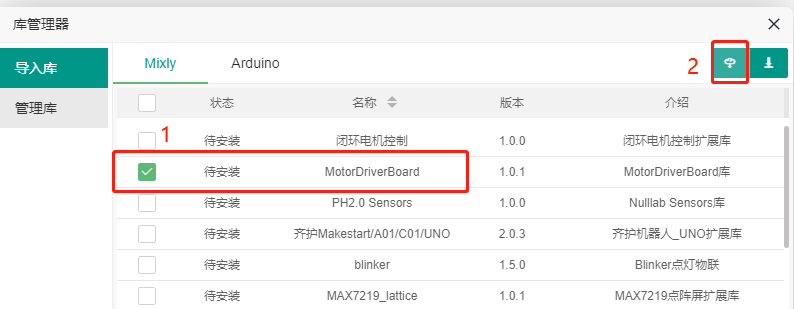 库管理器
导入库
管理库
Mixly Arduino 2
状态 名称 版本 介绍
1
待安装 闭环电机控制 1.0.0 闭环电机控制扩展库
待安装 MotorDriverBoard 1.0.1 MotorDriverBoard库
待安装 PH2.0 Sensors 1.0.0 Nulllab Sensors库
待安装 齐护Makestart/A01/C01/UNO 2.0.3 齐护机器人_UNO扩展库
待安装 blinker 1.5.0 Blinker点灯物联
待安装 MAX7219_lattice 1.0.1 MAX7219点阵屏扩展库